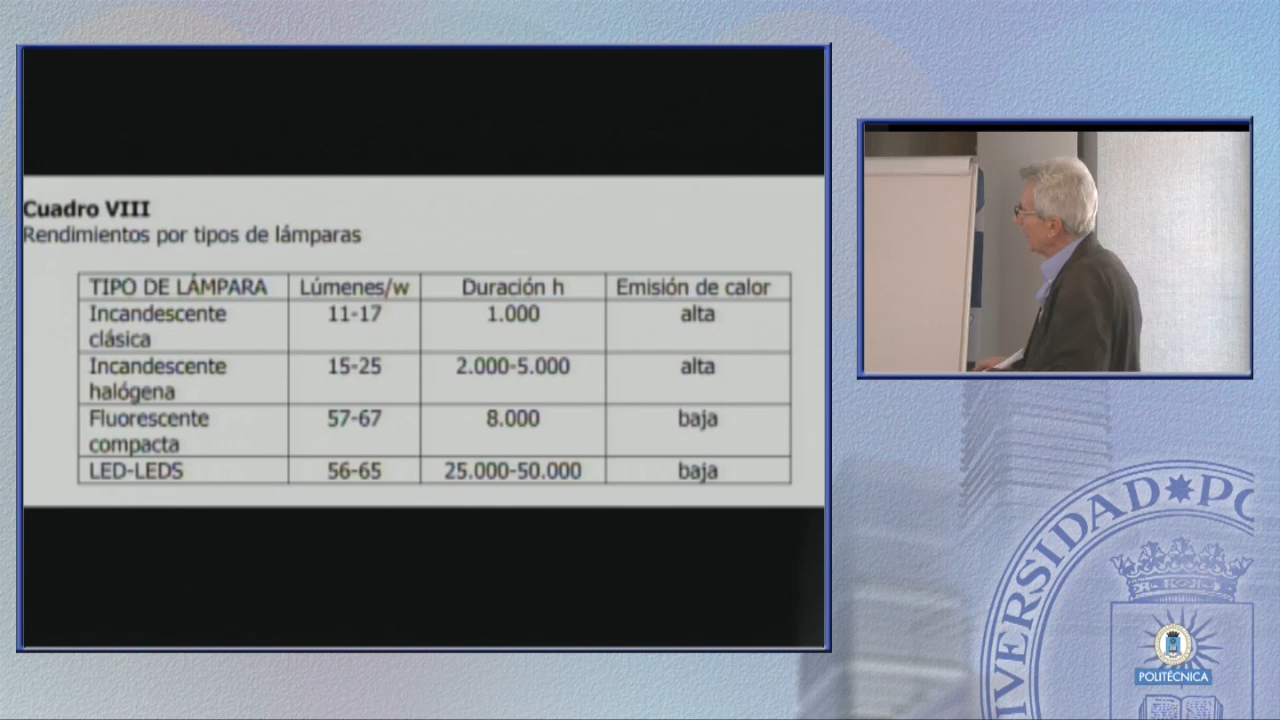 Cuadro VIII
Rendimientos por tipos de lámparas
TIPO DE LÁMPARA Lúmenes/w Duración h Emisión de calor
Incandescente clásica 11-17 1.000 alta
Incandescente halógena 15-25 2.000-5.000 alta
Fluorescente compacta 57-67 8.000 baja
LED-LEDS 56-65 25.000-50.000 baja
IVERSIDAD PO
POLITÉCNICA